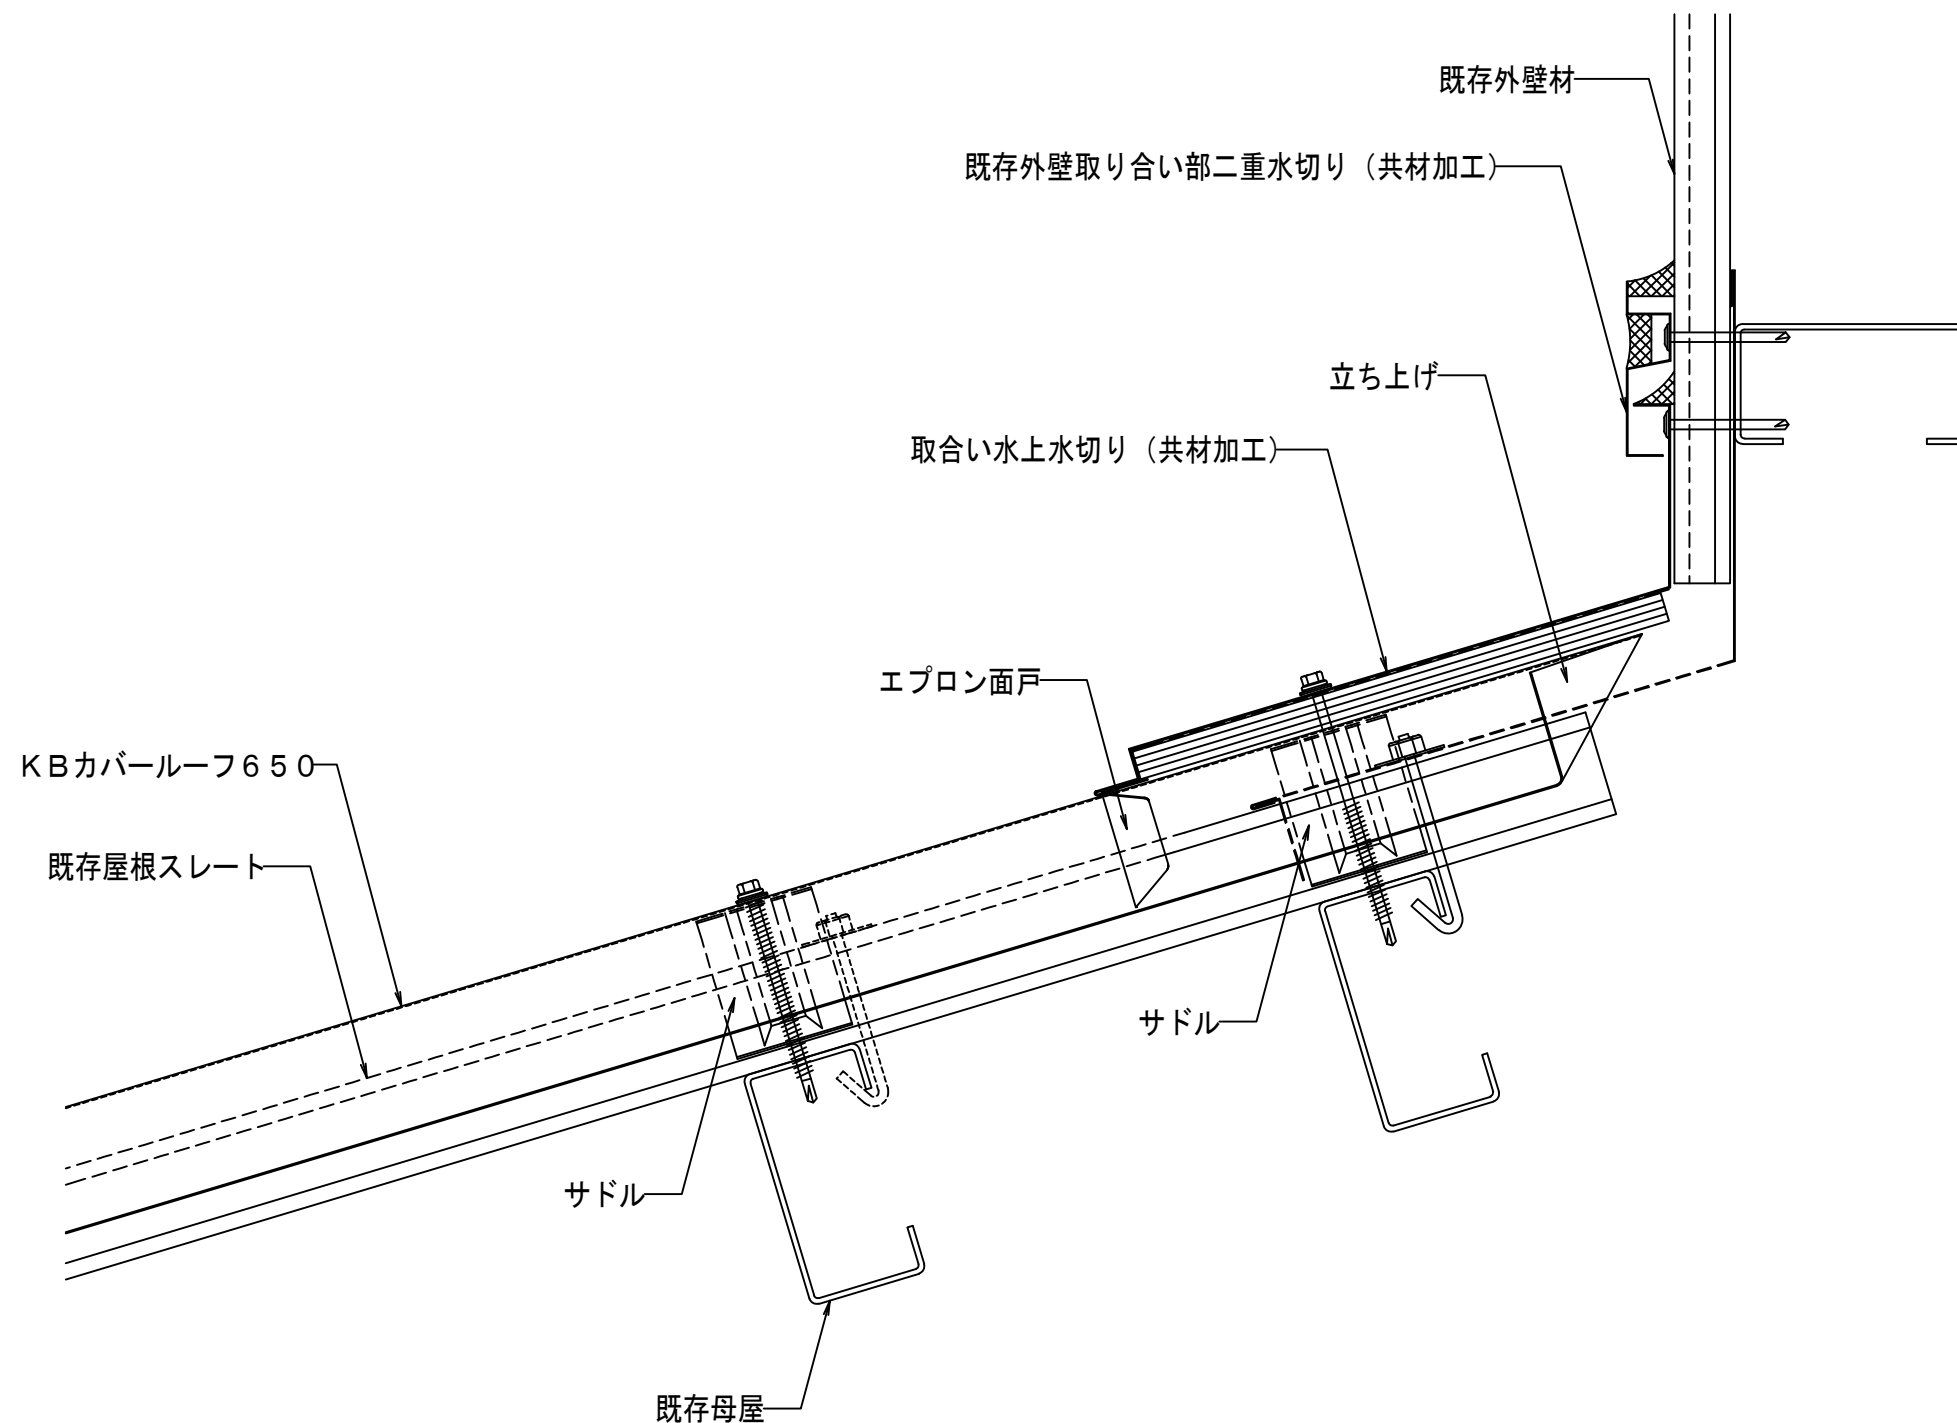 既存外壁材
既存外壁取り合い部二重水切り（共材加工）
立ち上げ
取合い水上水切り（共材加工）
エプロン面戸
ＫＢカバールーフ６５０
既存屋根スレート
サドル
サドル
既存母屋